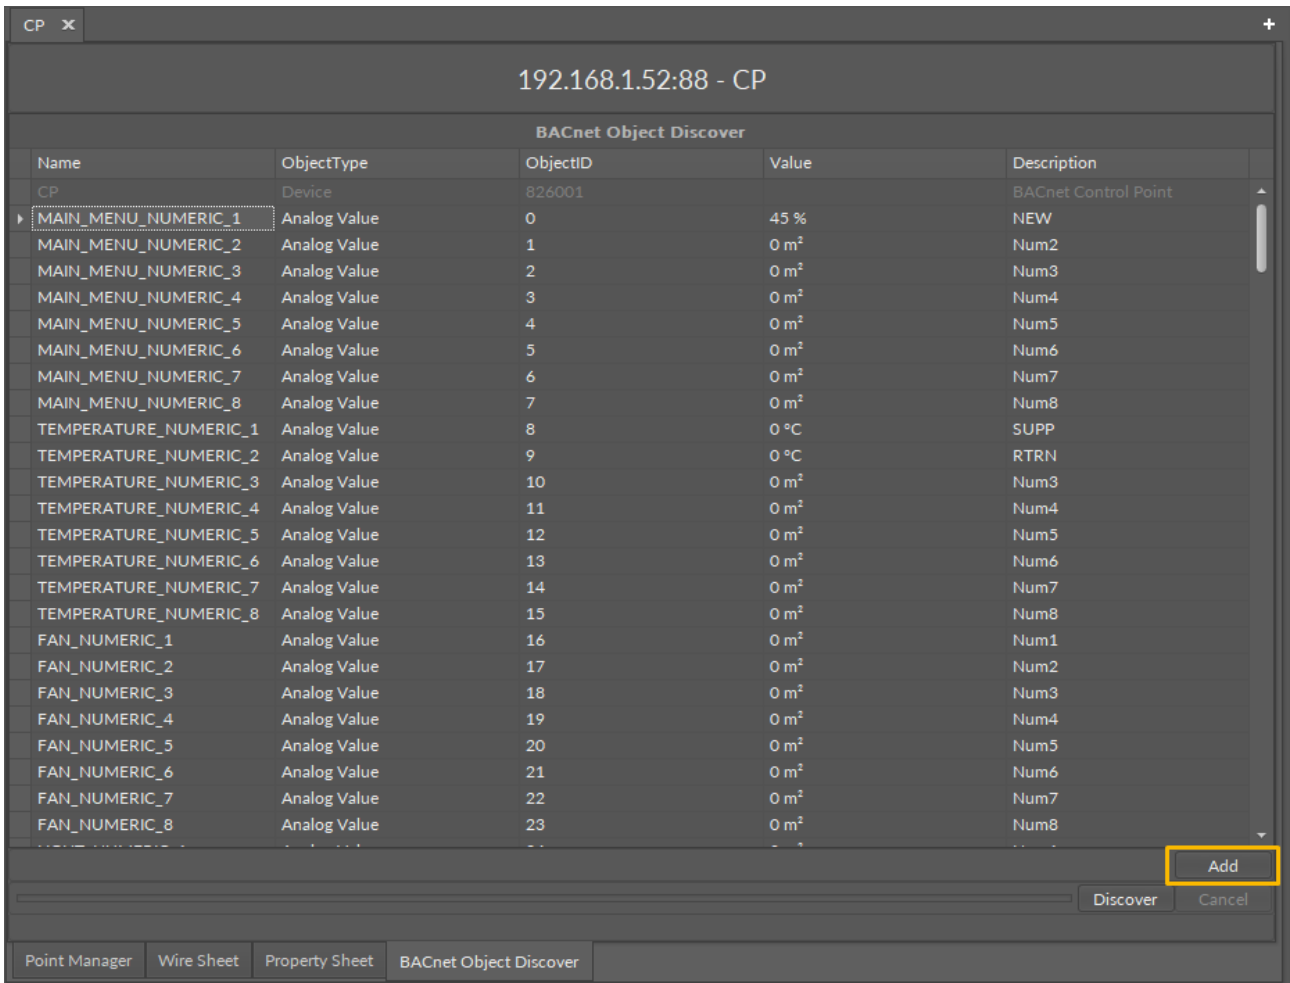 CP ✕ +
192.168.1.52:88 - CP
BACnet Object Discover
Name ObjectType ObjectID Value Description
CP Device 826001 BACnet Control Point
MAIN_MENU_NUMERIC_1 Analog Value 0 45 % NEW
MAIN_MENU_NUMERIC_2 Analog Value 1 0 m² Num2
MAIN_MENU_NUMERIC_3 Analog Value 2 0 m² Num3
MAIN_MENU_NUMERIC_4 Analog Value 3 0 m² Num4
MAIN_MENU_NUMERIC_5 Analog Value 4 0 m² Num5
MAIN_MENU_NUMERIC_6 Analog Value 5 0 m² Num6
MAIN_MENU_NUMERIC_7 Analog Value 6 0 m² Num7
MAIN_MENU_NUMERIC_8 Analog Value 7 0 m² Num8
TEMPERATURE_NUMERIC_1 Analog Value 8 0 °C SUPP
TEMPERATURE_NUMERIC_2 Analog Value 9 0 °C RTRN
TEMPERATURE_NUMERIC_3 Analog Value 10 0 m² Num3
TEMPERATURE_NUMERIC_4 Analog Value 11 0 m² Num4
TEMPERATURE_NUMERIC_5 Analog Value 12 0 m² Num5
TEMPERATURE_NUMERIC_6 Analog Value 13 0 m² Num6
TEMPERATURE_NUMERIC_7 Analog Value 14 0 m² Num7
TEMPERATURE_NUMERIC_8 Analog Value 15 0 m² Num8
FAN_NUMERIC_1 Analog Value 16 0 m² Num1
FAN_NUMERIC_2 Analog Value 17 0 m² Num2
FAN_NUMERIC_3 Analog Value 18 0 m² Num3
FAN_NUMERIC_4 Analog Value 19 0 m² Num4
FAN_NUMERIC_5 Analog Value 20 0 m² Num5
FAN_NUMERIC_6 Analog Value 21 0 m² Num6
FAN_NUMERIC_7 Analog Value 22 0 m² Num7
FAN_NUMERIC_8 Analog Value 23 0 m² Num8
Add
Discover Cancel
Point Manager Wire Sheet Property Sheet BACnet Object Discover